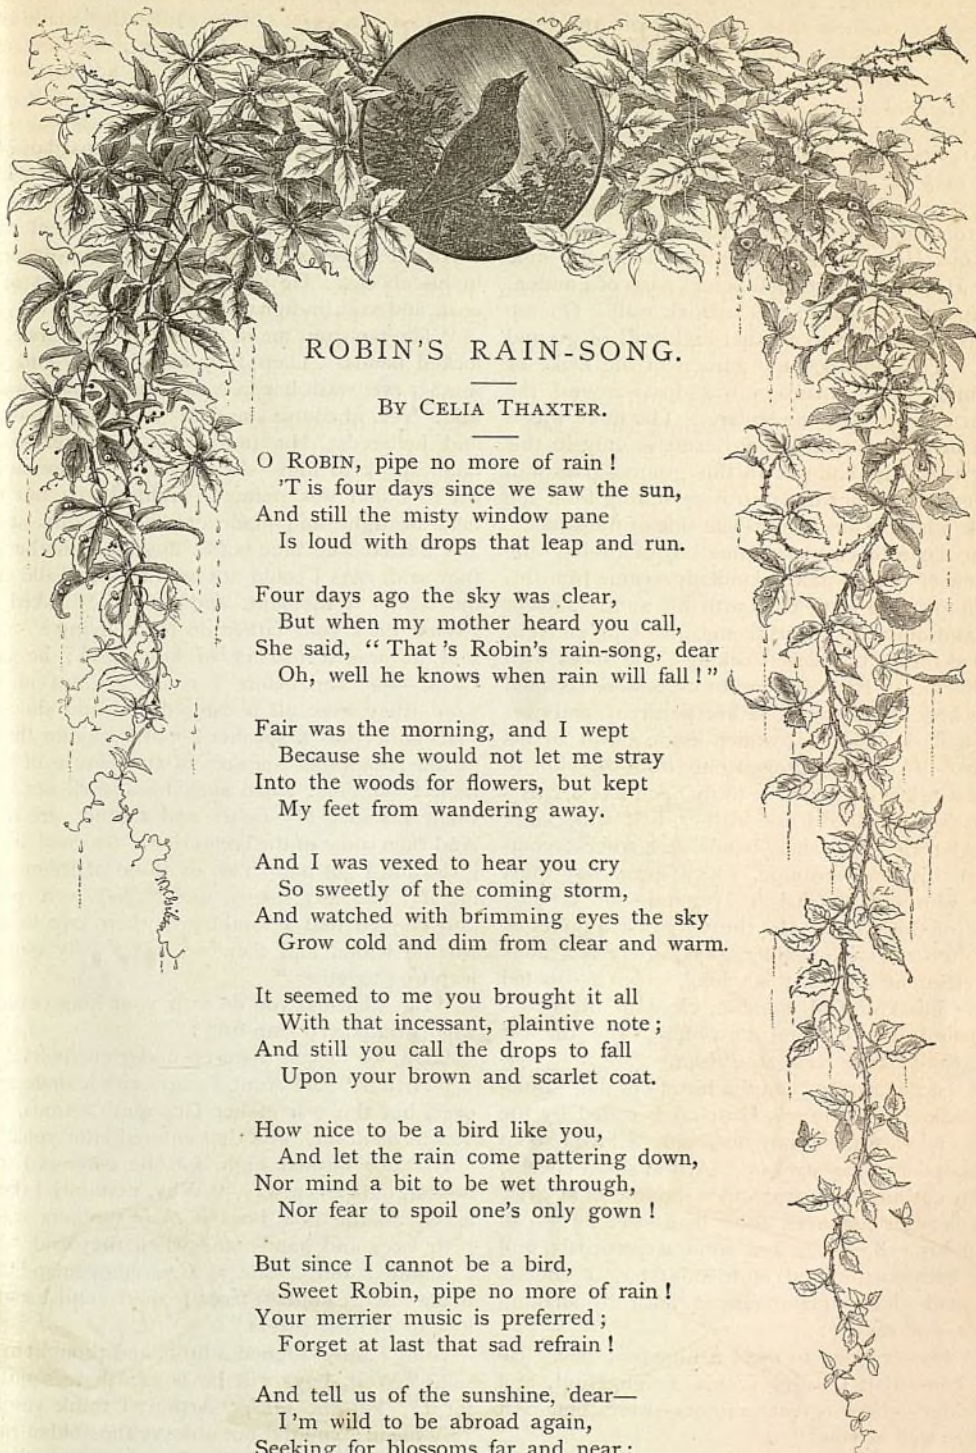 ROBIN'S RAIN-SONG.
BY CELIA THAXTER.
O ROBIN, pipe no more of rain !
'T is four days since we saw the sun,
And still the misty window pane
Is loud with drops that leap and run.
Four days ago the sky was clear,
But when my mother heard you call,
She said, “ That 's Robin's rain-song, dear
Oh, well he knows when rain will fall ! ”
Fair was the morning, and I wept
Because she would not let me stray
Into the woods for flowers, but kept
My feet from wandering away.
And I was vexed to hear you cry
So sweetly of the coming storm,
And watched with brimming eyes the sky
Grow cold and dim from clear and warm.
It seemed to me you brought it all
With that incessant, plaintive note ;
And still you call the drops to fall
Upon your brown and scarlet coat.
How nice to be a bird like you,
And let the rain come pattering down,
Nor mind a bit to be wet through,
Nor fear to spoil one's only gown !
But since I cannot be a bird,
Sweet Robin, pipe no more of rain !
Your merrier music is preferred ;
Forget at last that sad refrain !
And tell us of the sunshine, dear—
I 'm wild to be abroad again,
Seeking for blossoms far and near ;